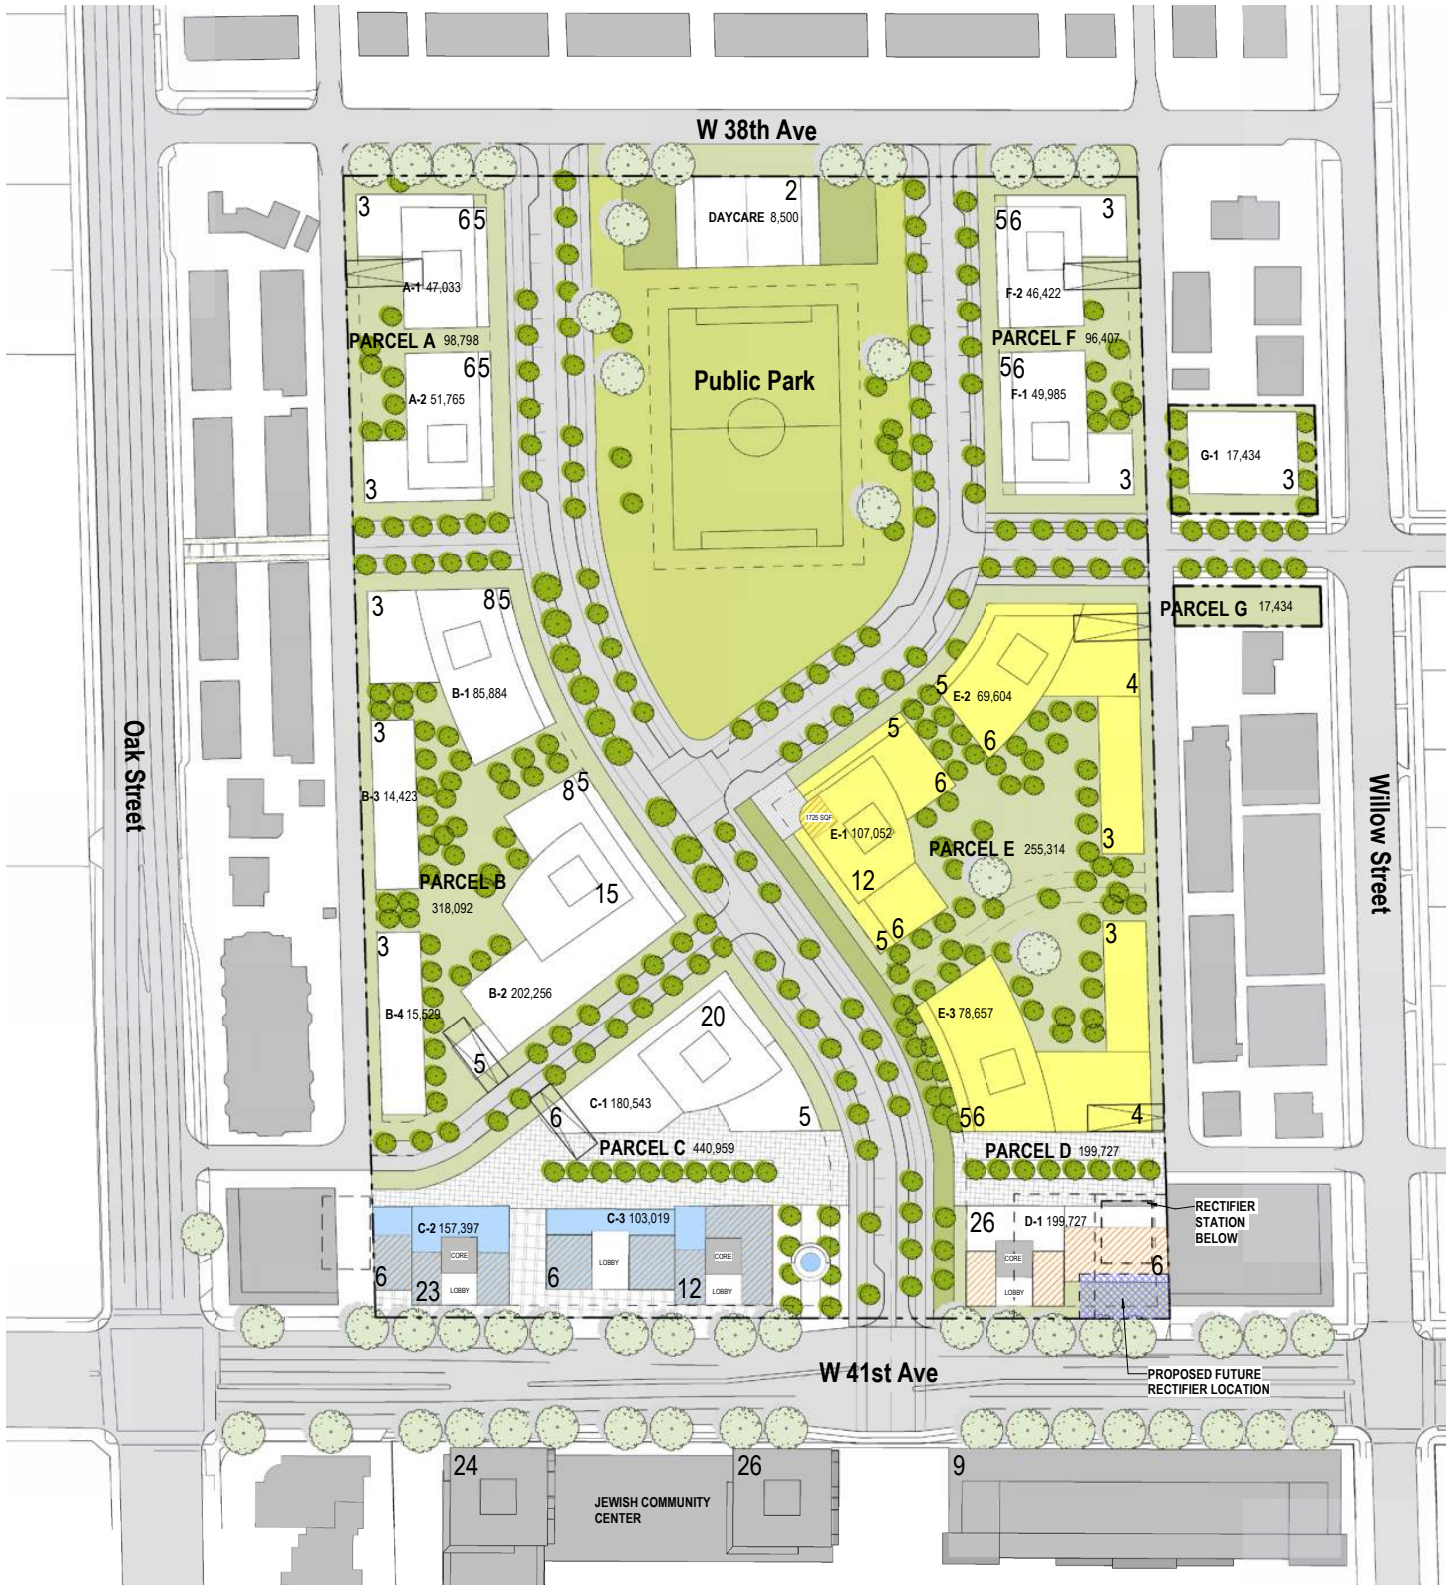 W 38th Ave
3
65
2
DAYCARE 8,500
56
3
A-1 47,033
F-2 46,422
PARCEL A 98,798
PARCEL F 96,407
65
Public Park
56
A-2 51,765
F-1 49,985
G-1 17,434
3
3
3
3
85
PARCEL G 17,434
B-1 85,884
5
E-2 69,604
4
3
5
6
Oak Street
Willow Street
85
6
B-3 14,423
1725 SQF
E-1 107,052
3
PARCEL E 255,314
PARCEL B
318,092
15
12
3
5
6
3
B-2 202,256
B-4 15,529
20
E-3 78,657
5
C-1 180,543
6
5
56
4
PARCEL C 440,959
PARCEL D 199,727
C-2 157,397
C-3 103,019
26
D-1 199,727
RECTIFIER
STATION
BELOW
CORE
LOBBY
CORE
CORE
6
23
LOBBY
6
12
LOBBY
LOBBY
6
W 41st Ave
PROPOSED FUTURE
RECTIFIER LOCATION
24
26
9
JEWISH COMMUNITY
CENTER